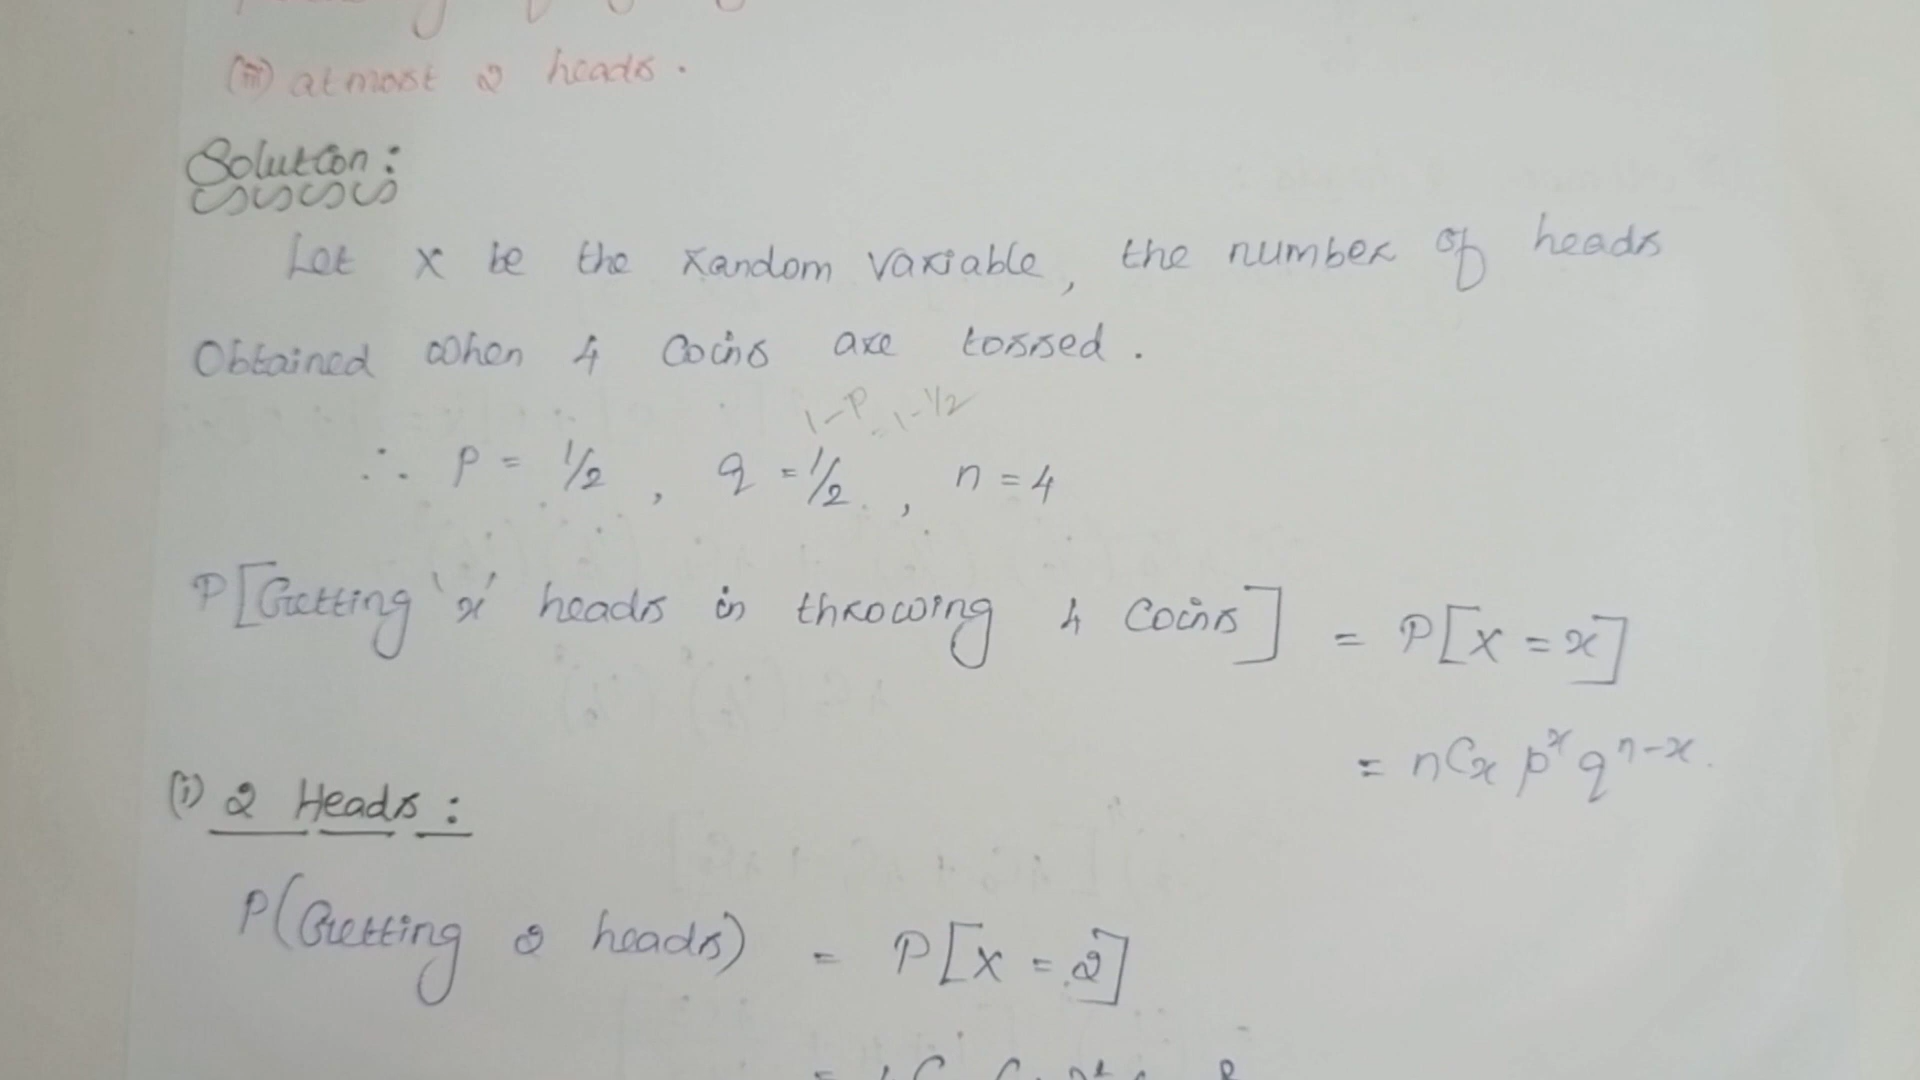 (iii) atmost 2 heads.
Solution:
Let X be the random variable, the number of heads
obtained when 4 coins are tossed.
1-P 1-1/2
∴ P = 1/2, q = 1/2, n = 4
P[Getting 'x' heads in throwing 4 coins] = P[X = x]
= nCx p^x q^n-x.
(i) 2 Heads:
P(Getting 2 heads) = P[X = 2]